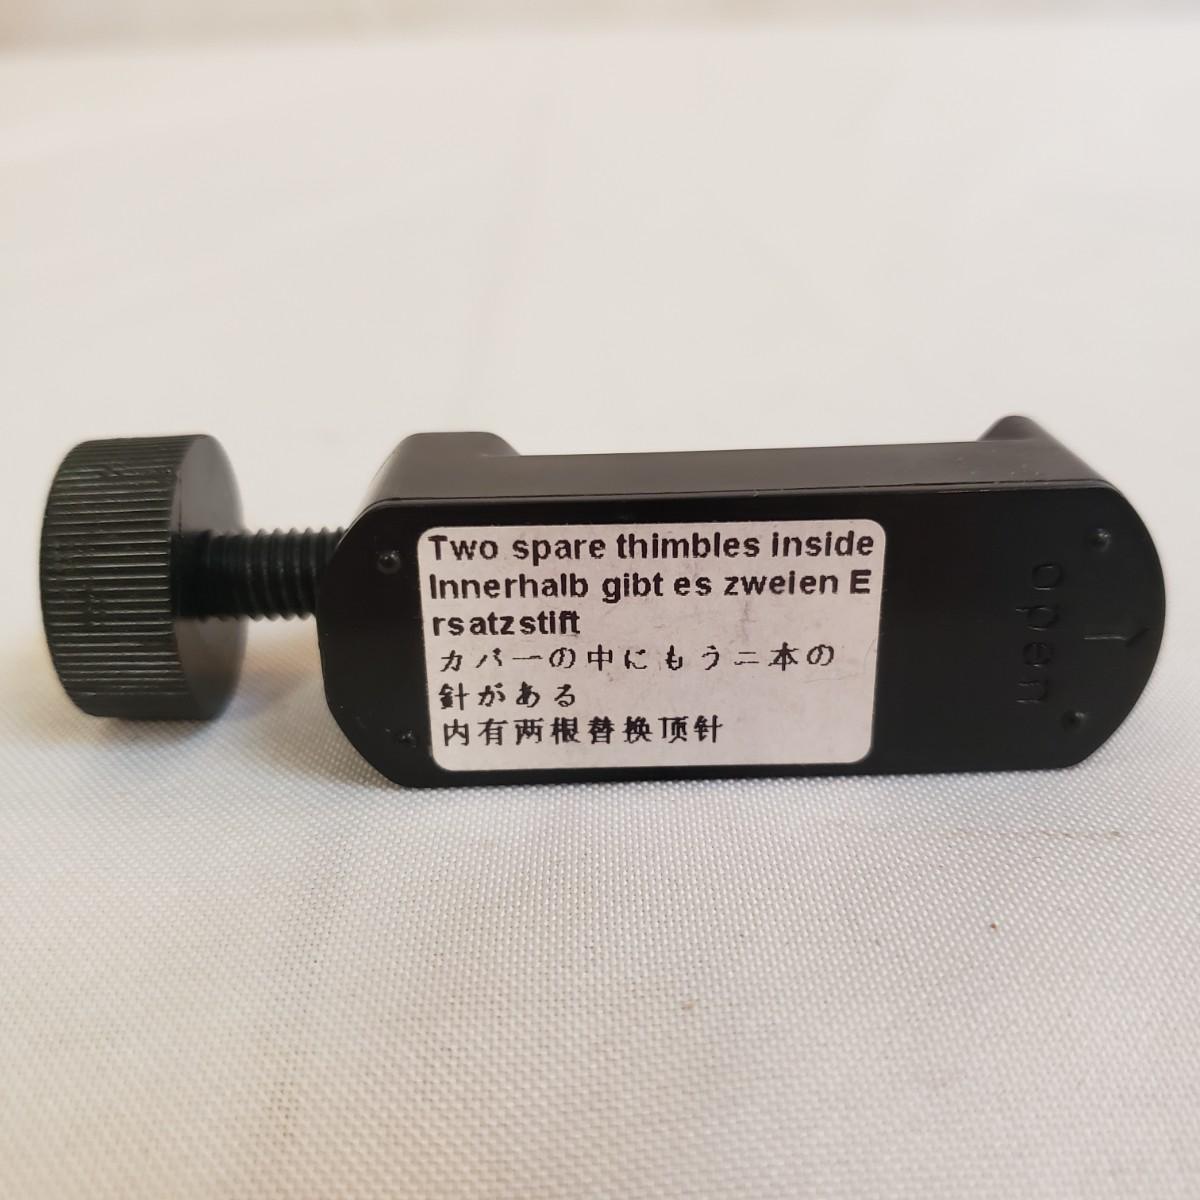 Two spare thimbles inside
Innerhalb gibt es zweien E
rsatzstift
カバーの中にもう二本の
針がある
内有两根替换顶针
open